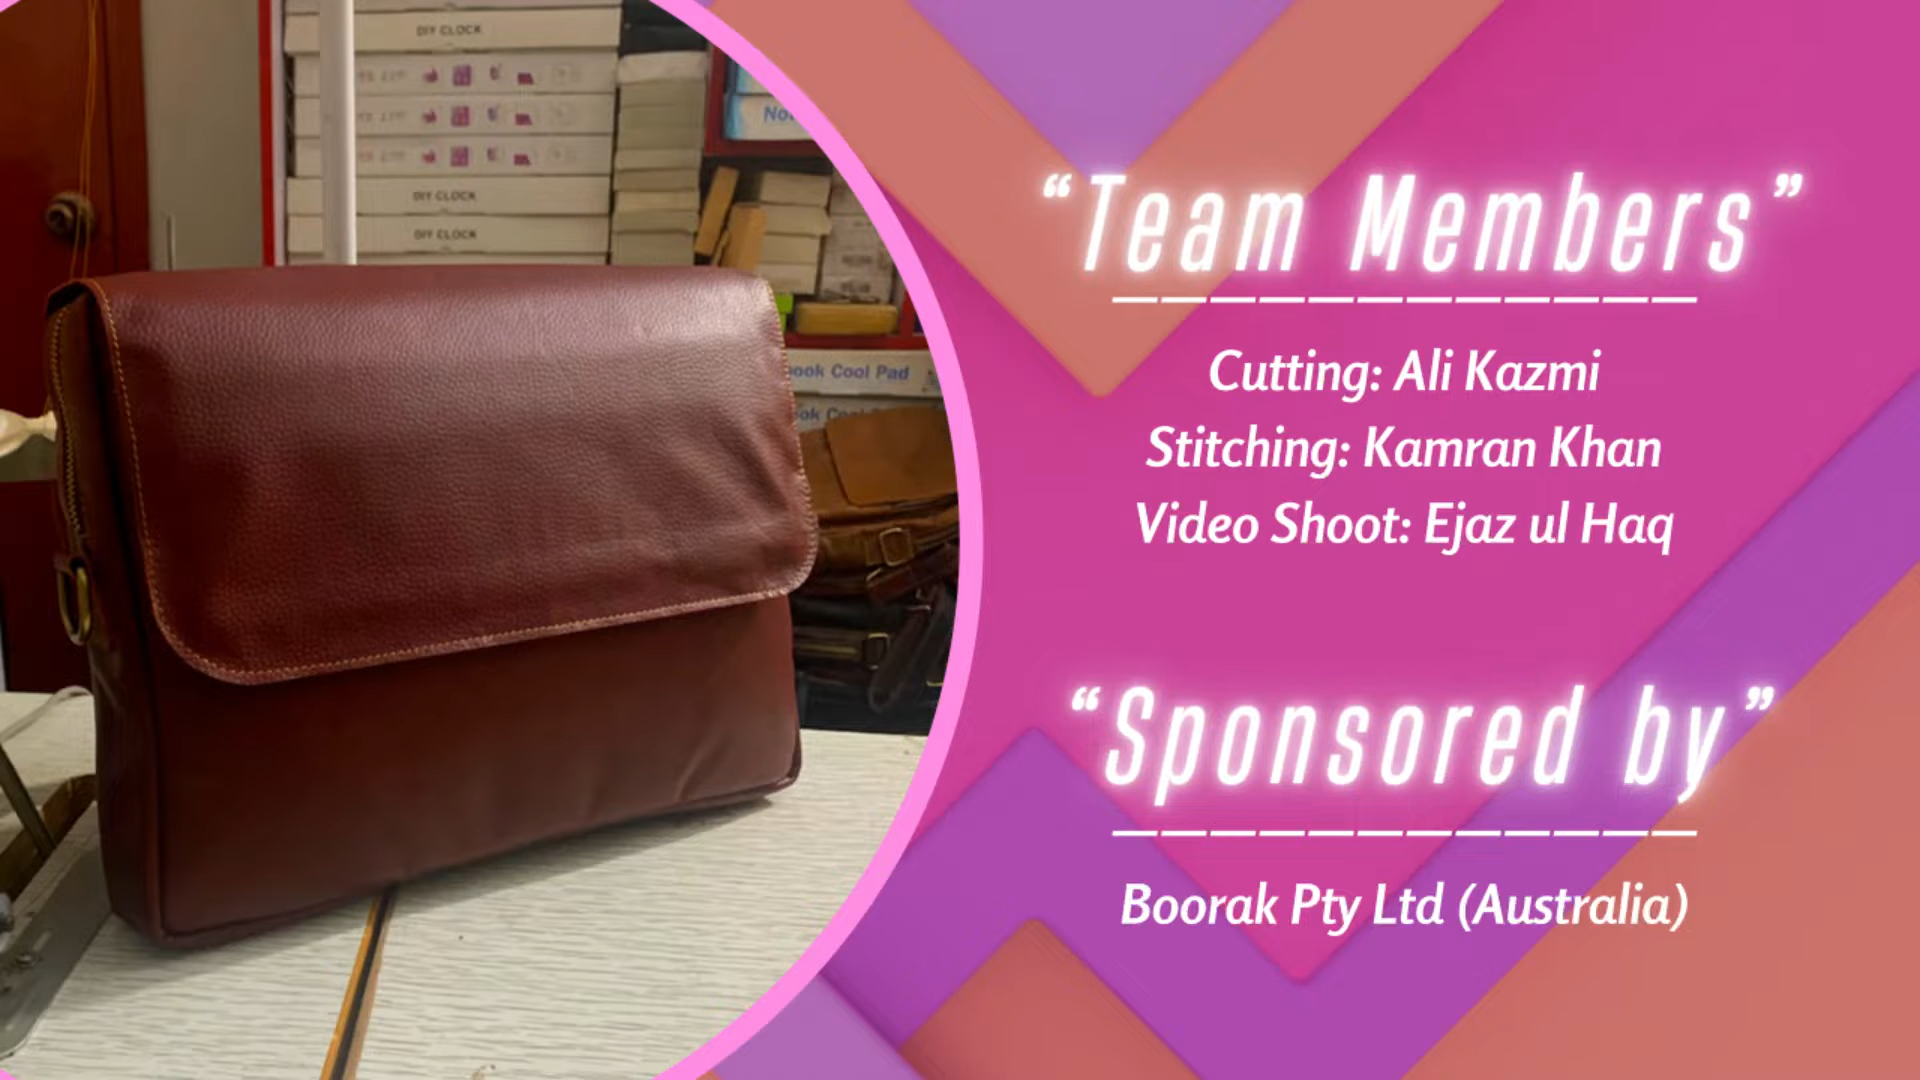 DIY CLOCK
DIY CLOCK
DIY CLOCK
ook Cool Pad
“Team Members”
Cutting: Ali Kazmi
Stitching: Kamran Khan
Video Shoot: Ejaz ul Haq
“Sponsored by”
Boorak Pty Ltd (Australia)